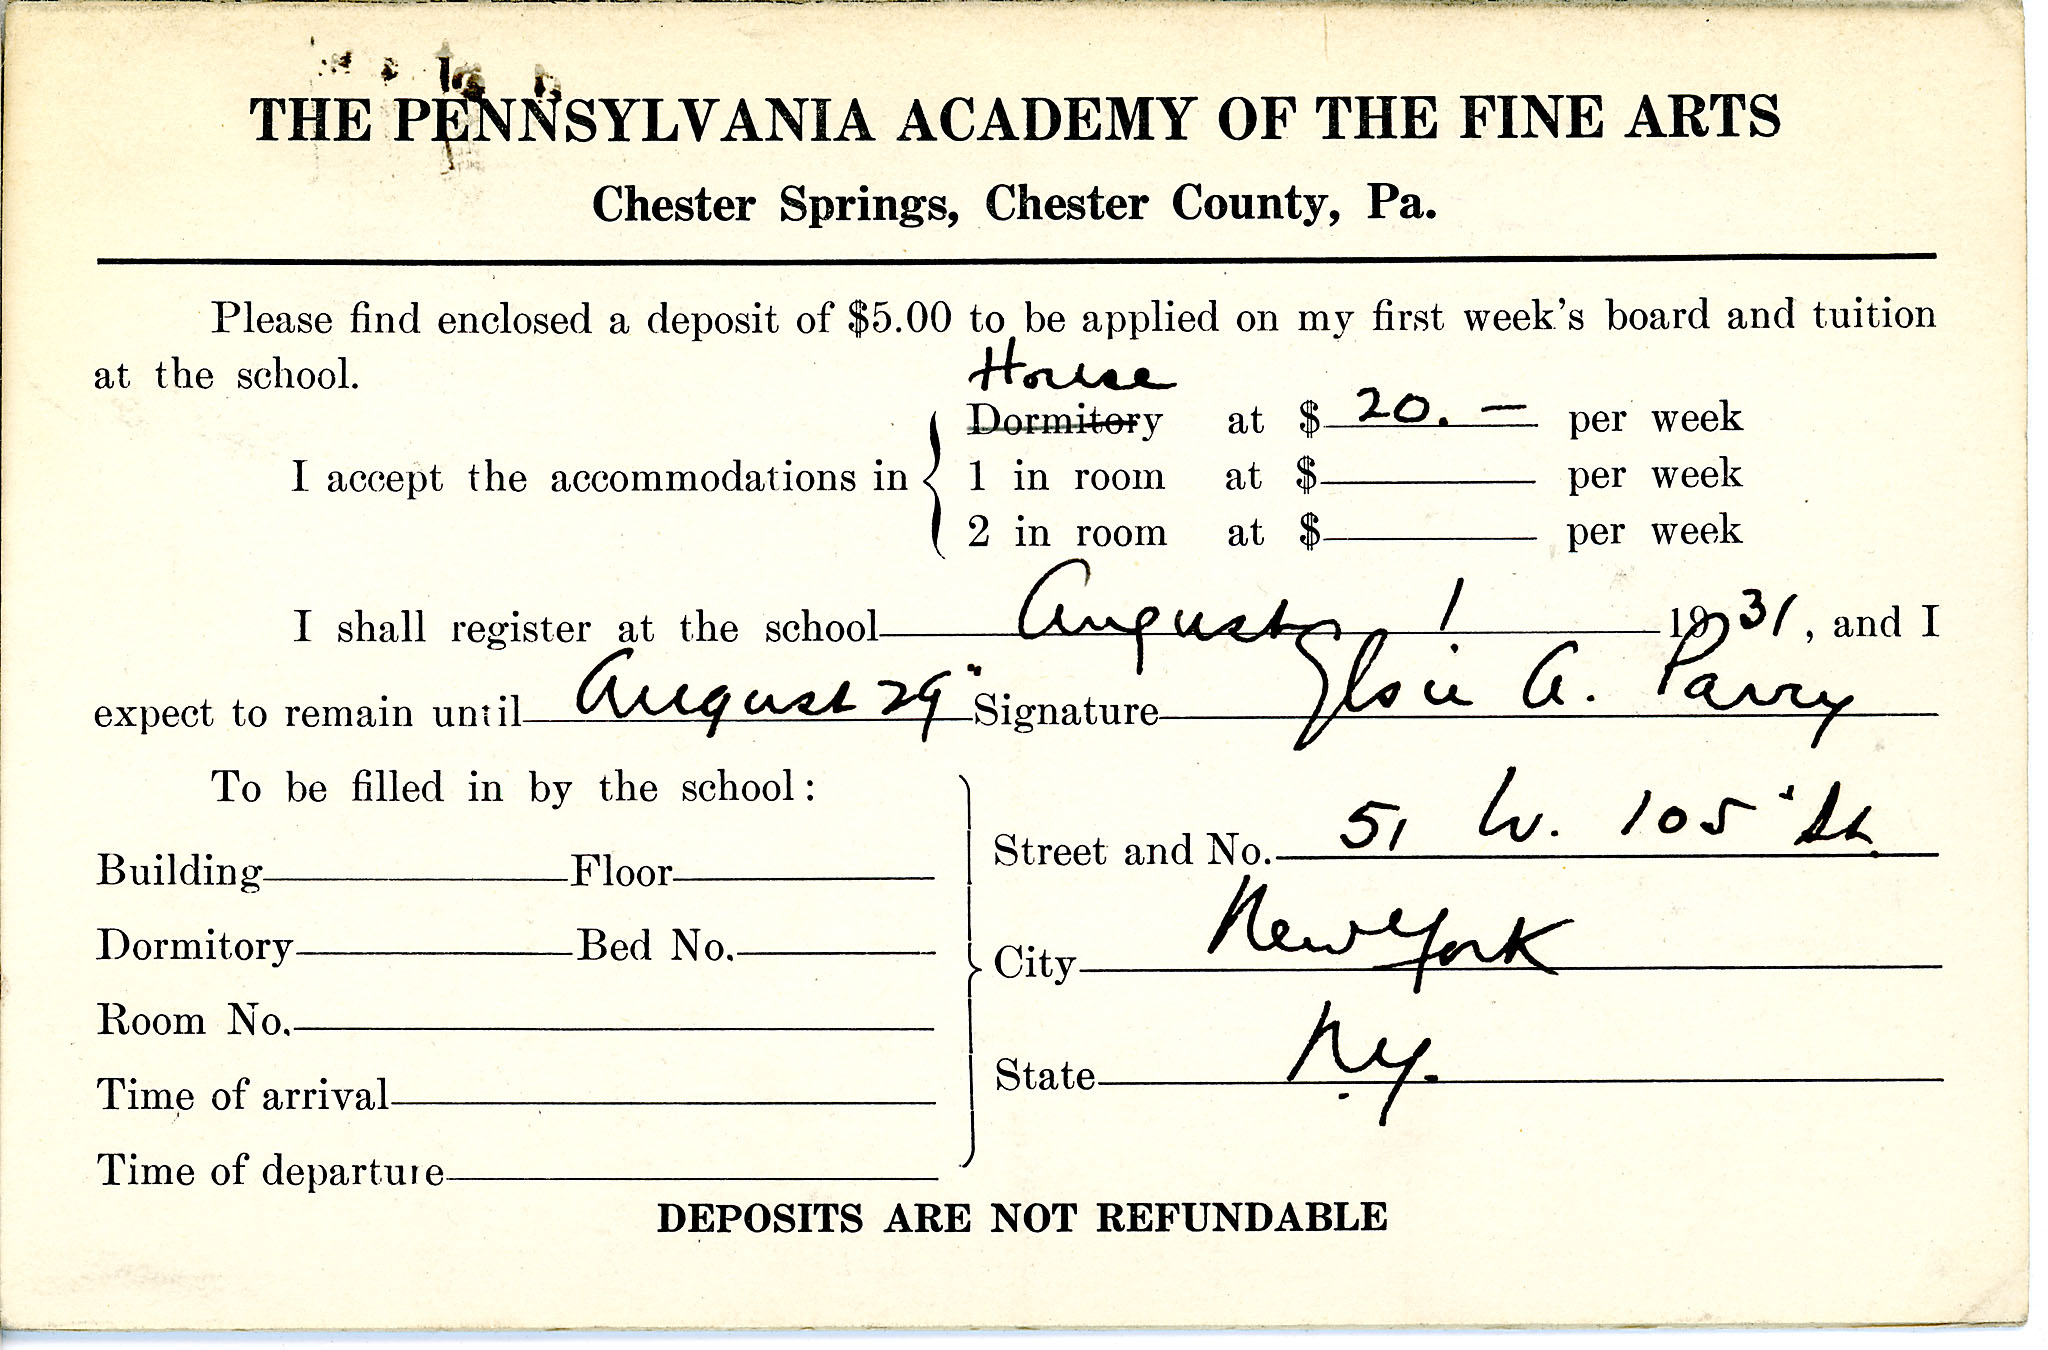 THE PENNSYLVANIA ACADEMY OF THE FINE ARTS
Chester Springs, Chester County, Pa.
Please find enclosed a deposit of $5.00 to be applied on my first week's board and tuition
at the school.
House
Dormitory at $ 20. — per week
I accept the accommodations in { 1 in room at $ per week
2 in room at $ per week
I shall register at the school August 1 1931, and I
expect to remain until August 29" Signature Elsie A. Parry
To be filled in by the school:
Street and No. 51 W. 105" St.
Building Floor
Dormitory Bed No.
City New York
Room No.
State N.Y.
Time of arrival
Time of departure
DEPOSITS ARE NOT REFUNDABLE